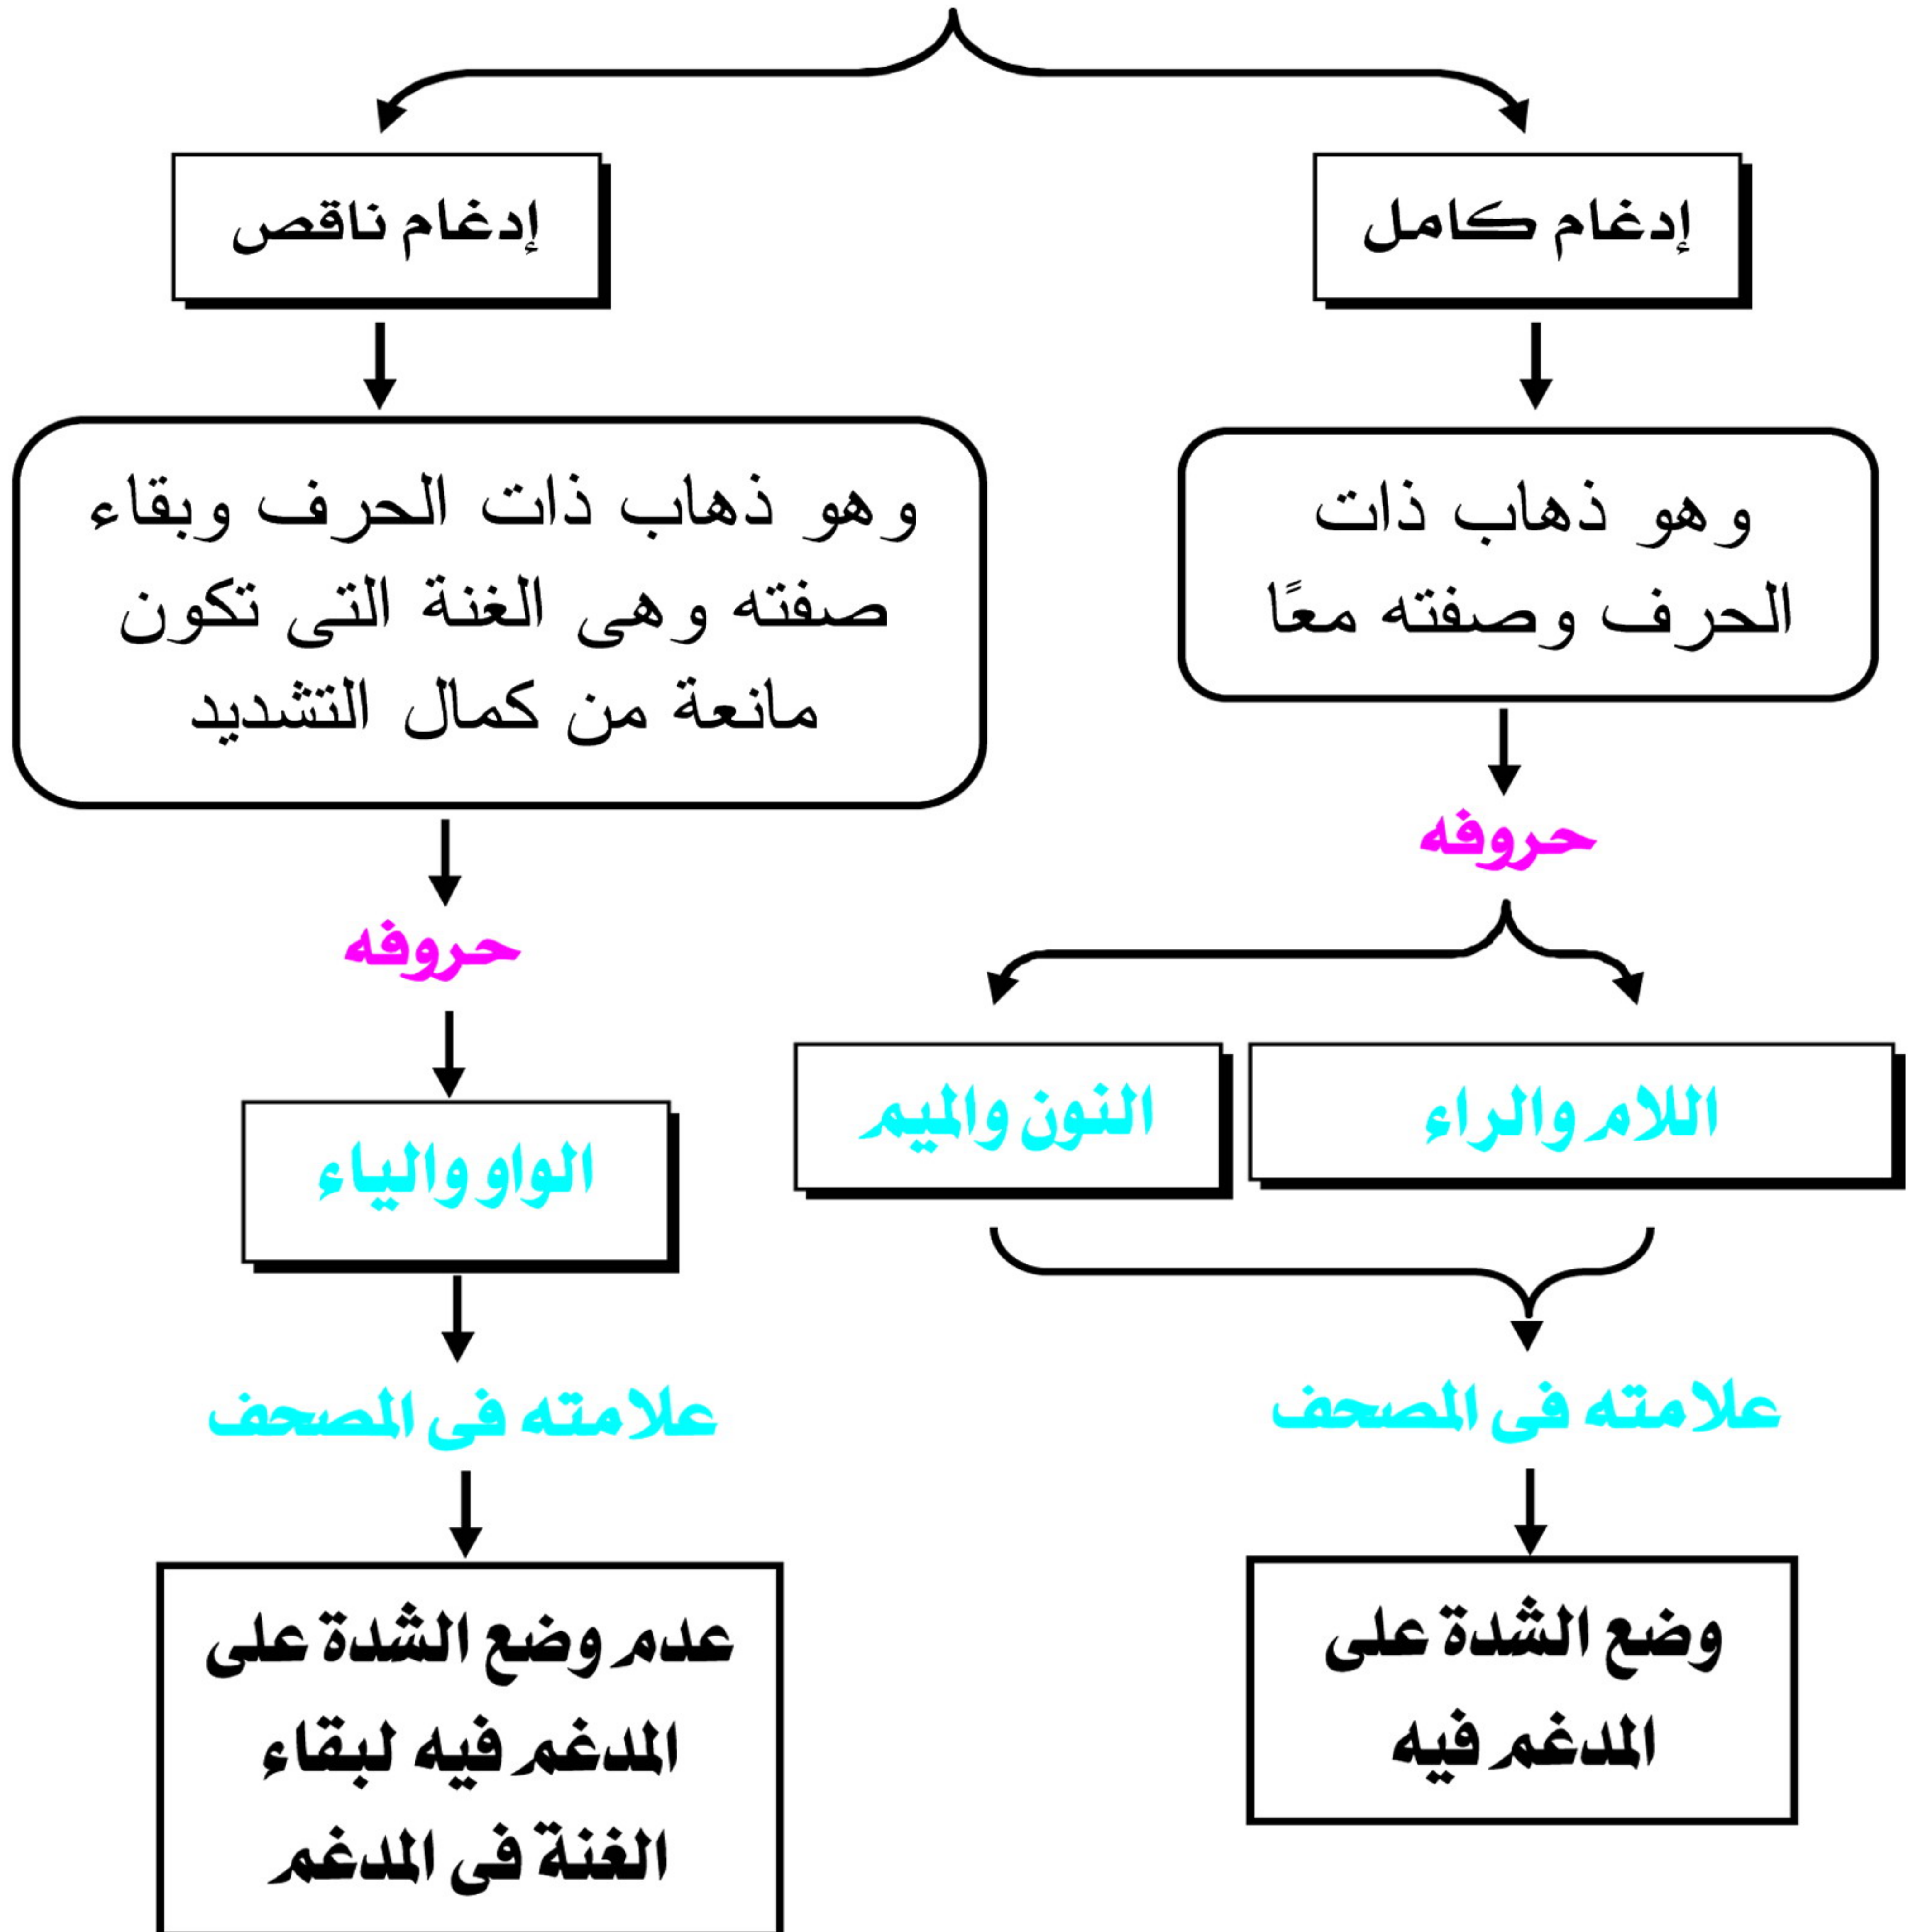 إدغام كامل
وهو ذهاب ذات
الحرف وصفته معًا
حروفه
اللام والراء
النون والميم
علامته فى المصحف
وضع الشدة على
المدغم فيه
إدغام ناقص
وهو ذهاب ذات الحرف وبقاء
صفته وهى الغنة التى تكون
مانعة من كمال التشديد
حروفه
الواو والياء
علامته فى المصحف
عدم وضع الشدة على
المدغم فيه لبقاء
الغنة فى المدغم